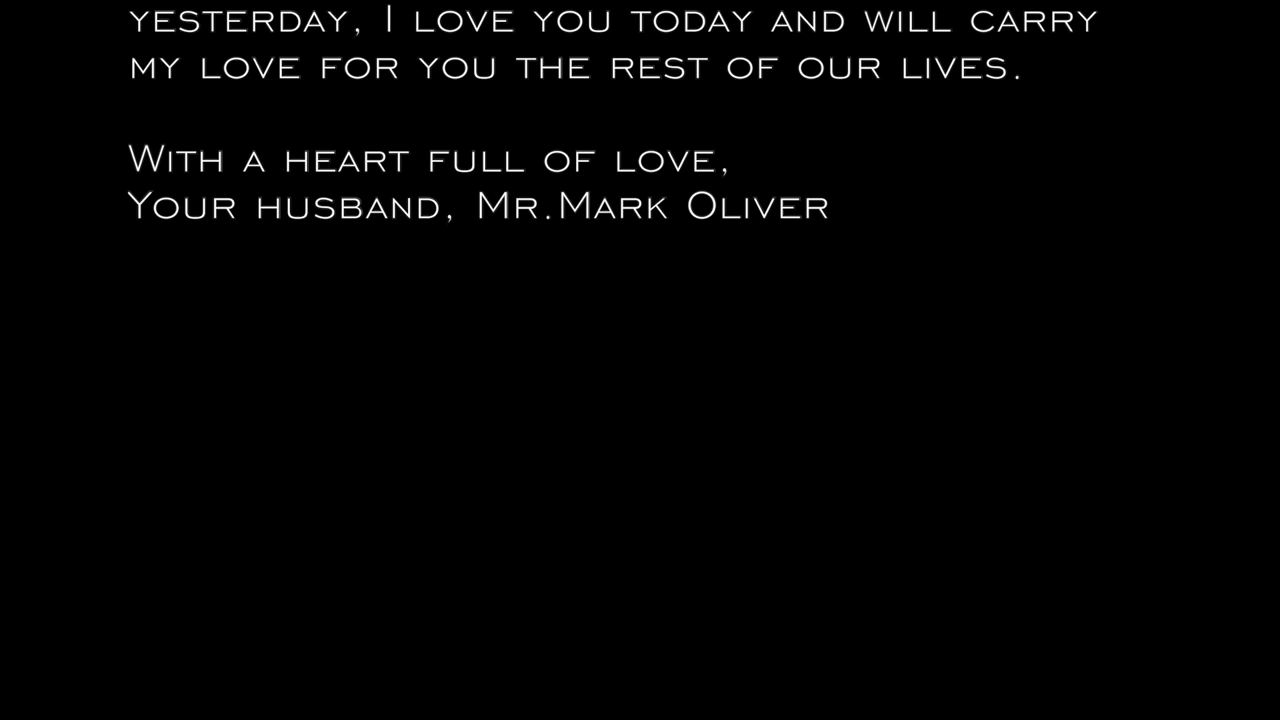 yesterday, I love you today and will carry
my love for you the rest of our lives.
With a heart full of love,
Your husband, Mr.Mark Oliver